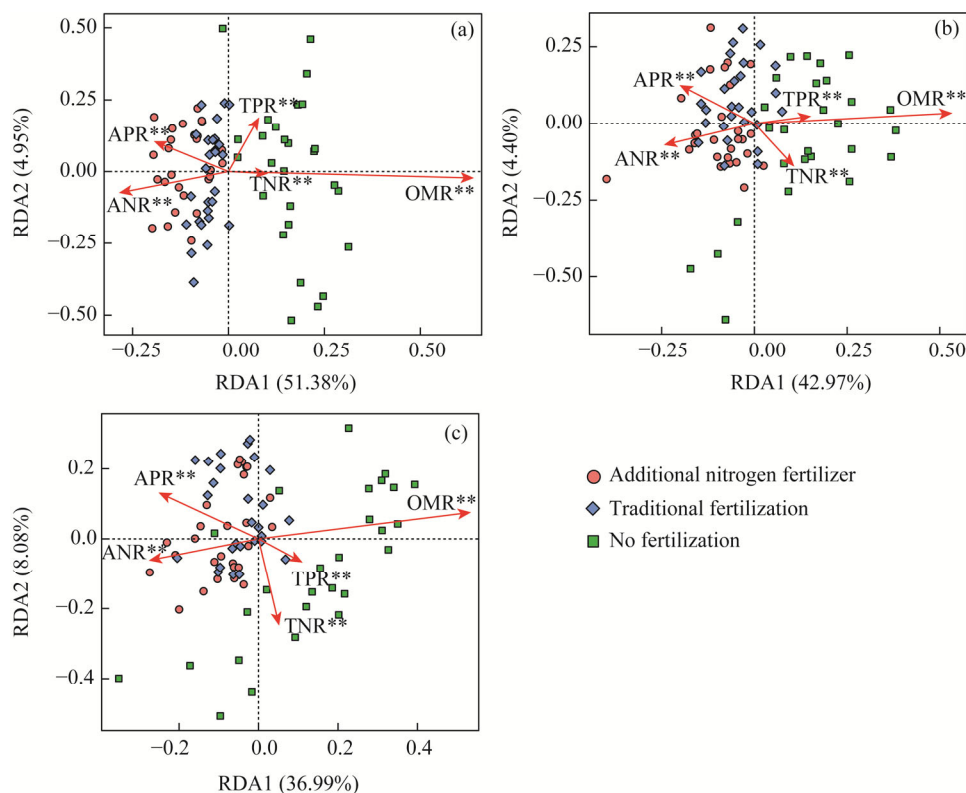 (a)
0.50
0.25
0.00
−0.25
−0.50
RDA2 (4.95%)
TPR**
APR**
TNR**
OMR**
ANR**
−0.25
0.00
0.25
0.50
RDA1 (51.38%)
(b)
0.25
0.00
−0.25
−0.50
RDA2 (4.40%)
APR**
TPR**
OMR**
ANR**
TNR**
−0.25
0.00
0.25
0.50
RDA1 (42.97%)
(c)
0.2
0.0
−0.2
−0.4
RDA2 (8.08%)
APR**
OMR**
ANR**
TPR**
TNR**
−0.2
0.0
0.2
0.4
RDA1 (36.99%)
Additional nitrogen fertilizer
Traditional fertilization
No fertilization